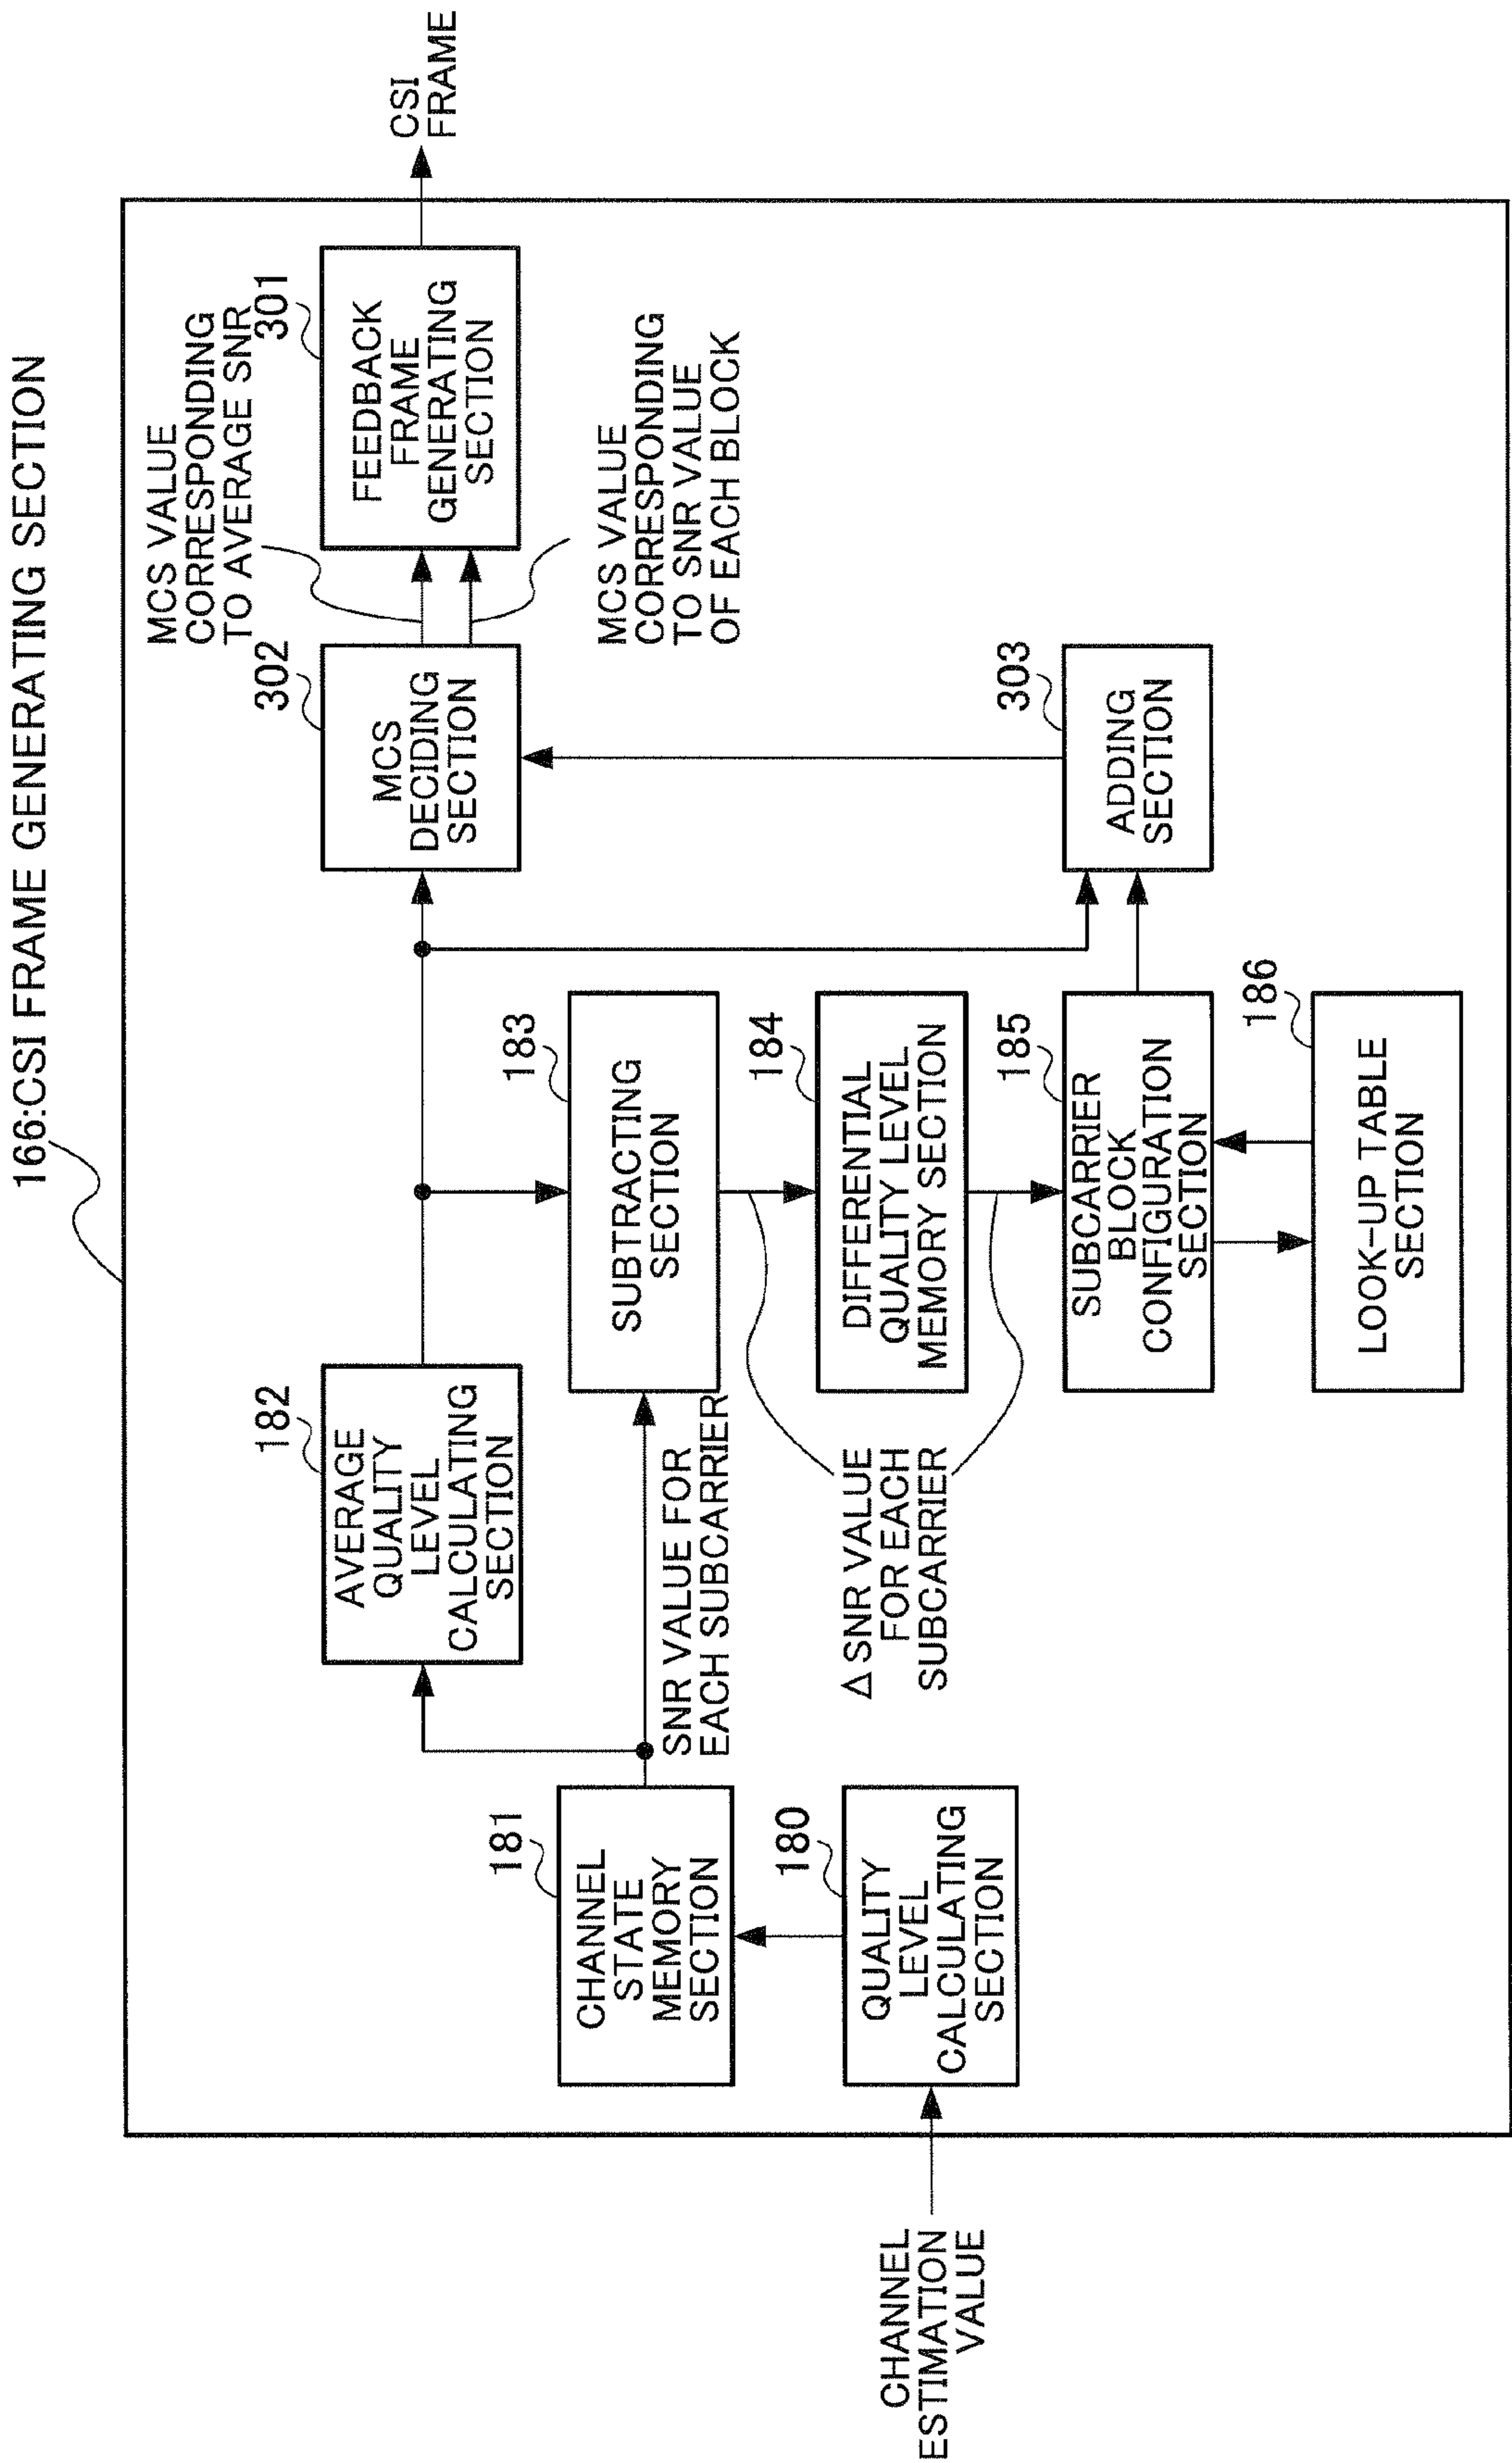 166:CSI FRAME GENERATING SECTION
CHANNEL
ESTIMATION
VALUE
180
QUALITY
LEVEL
CALCULATING
SECTION
181
CHANNEL
STATE
MEMORY
SECTION
SNR VALUE FOR
EACH SUBCARRIER
182
AVERAGE
QUALITY
LEVEL
CALCULATING
SECTION
183
SUBTRACTING
SECTION
Δ SNR VALUE
FOR EACH
SUBCARRIER
184
DIFFERENTIAL
QUALITY LEVEL
MEMORY SECTION
185
SUBCARRIER
BLOCK
CONFIGURATION
SECTION
186
LOOK-UP TABLE
SECTION
303
ADDING
SECTION
302
MCS
DECIDING
SECTION
MCS VALUE
CORRESPONDING
TO AVERAGE SNR
MCS VALUE
CORRESPONDING
TO SNR VALUE
OF EACH BLOCK
301
FEEDBACK
FRAME
GENERATING
SECTION
CSI
FRAME